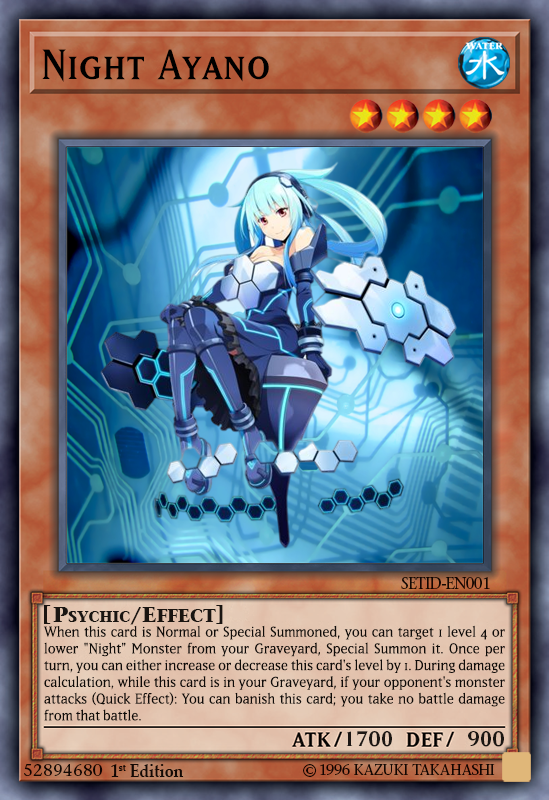 Night Ayano
WATER
水
SETID-EN001
[Psychic/Effect]
When this card is Normal or Special Summoned, you can target 1 level 4 or
lower "Night" Monster from your Graveyard, Special Summon it. Once per
turn, you can either increase or decrease this card's level by 1. During damage
calculation, while this card is in your Graveyard, if your opponent's monster
attacks (Quick Effect): You can banish this card; you take no battle damage
from that battle.
ATK/1700 DEF/ 900
52894680 1st Edition © 1996 KAZUKI TAKAHASHI